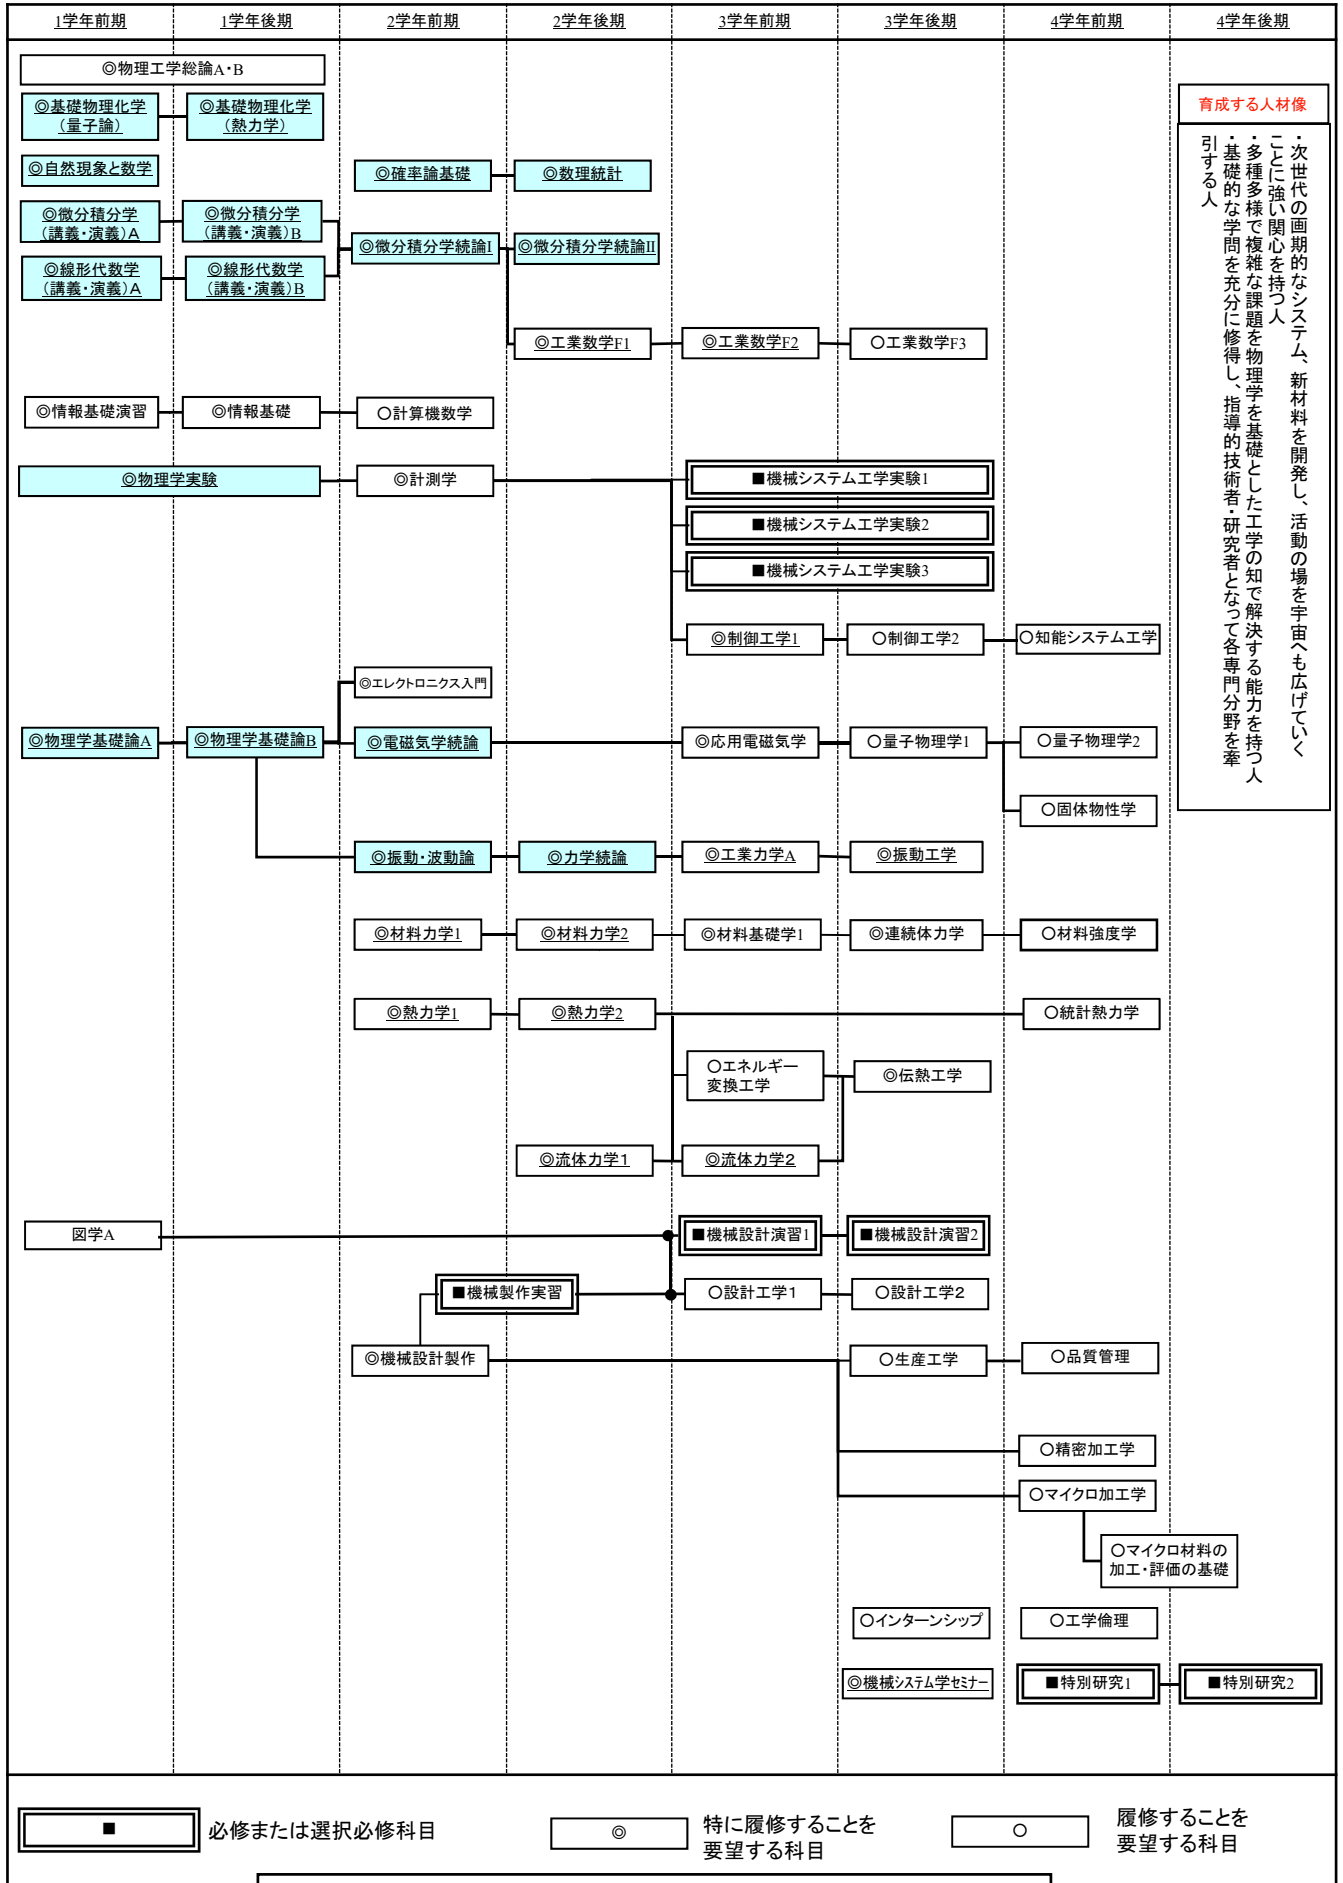 1学年前期
1学年後期
2学年前期
2学年後期
3学年前期
3学年後期
4学年前期
4学年後期
◎物理工学総論A・B
◎基礎物理化学
(量子論)
◎基礎物理化学
(熱力学)
育成する人材像
・次世代の画期的なシステム、新材料を開発し、活動の場を宇宙へも広げていく
ことに強い関心を持つ人
・多種多様で複雑な課題を物理学を基礎とした工学の知で解決する能力を持つ人
・基礎的な学問を充分に修得し、指導的技術者・研究者となって各専門分野を牽
引する人
◎自然現象と数学
◎確率論基礎
◎数理統計
◎微分積分学
(講義・演義)A
◎微分積分学
(講義・演義)B
◎微分積分学続論I
◎微分積分学続論II
◎線形代数学
(講義・演義)A
◎線形代数学
(講義・演義)B
◎工業数学F1
◎工業数学F2
〇工業数学F3
◎情報基礎演習
◎情報基礎
〇計算機数学
◎物理学実験
◎計測学
■機械システム工学実験1
■機械システム工学実験2
■機械システム工学実験3
◎制御工学1
〇制御工学2
〇知能システム工学
◎エレクトロニクス入門
◎物理学基礎論A
◎物理学基礎論B
◎電磁気学続論
◎応用電磁気学
〇量子物理学1
〇量子物理学2
〇固体物性学
◎振動・波動論
◎力学続論
◎工業力学A
◎振動工学
◎材料力学1
◎材料力学2
◎材料基礎学1
◎連続体力学
〇材料強度学
◎熱力学1
◎熱力学2
〇統計熱力学
〇エネルギー
変換工学
◎伝熱工学
◎流体力学1
◎流体力学2
図学A
■機械設計演習1
■機械設計演習2
■機械製作実習
〇設計工学1
〇設計工学2
◎機械設計製作
〇生産工学
〇品質管理
〇精密加工学
〇マイクロ加工学
〇マイクロ材料の
加工・評価の基礎
〇インターンシップ
〇工学倫理
◎機械システム学セミナー
■特別研究1
■特別研究2
■
必修または選択必修科目
◎
特に履修することを
要望する科目
〇
履修することを
要望する科目